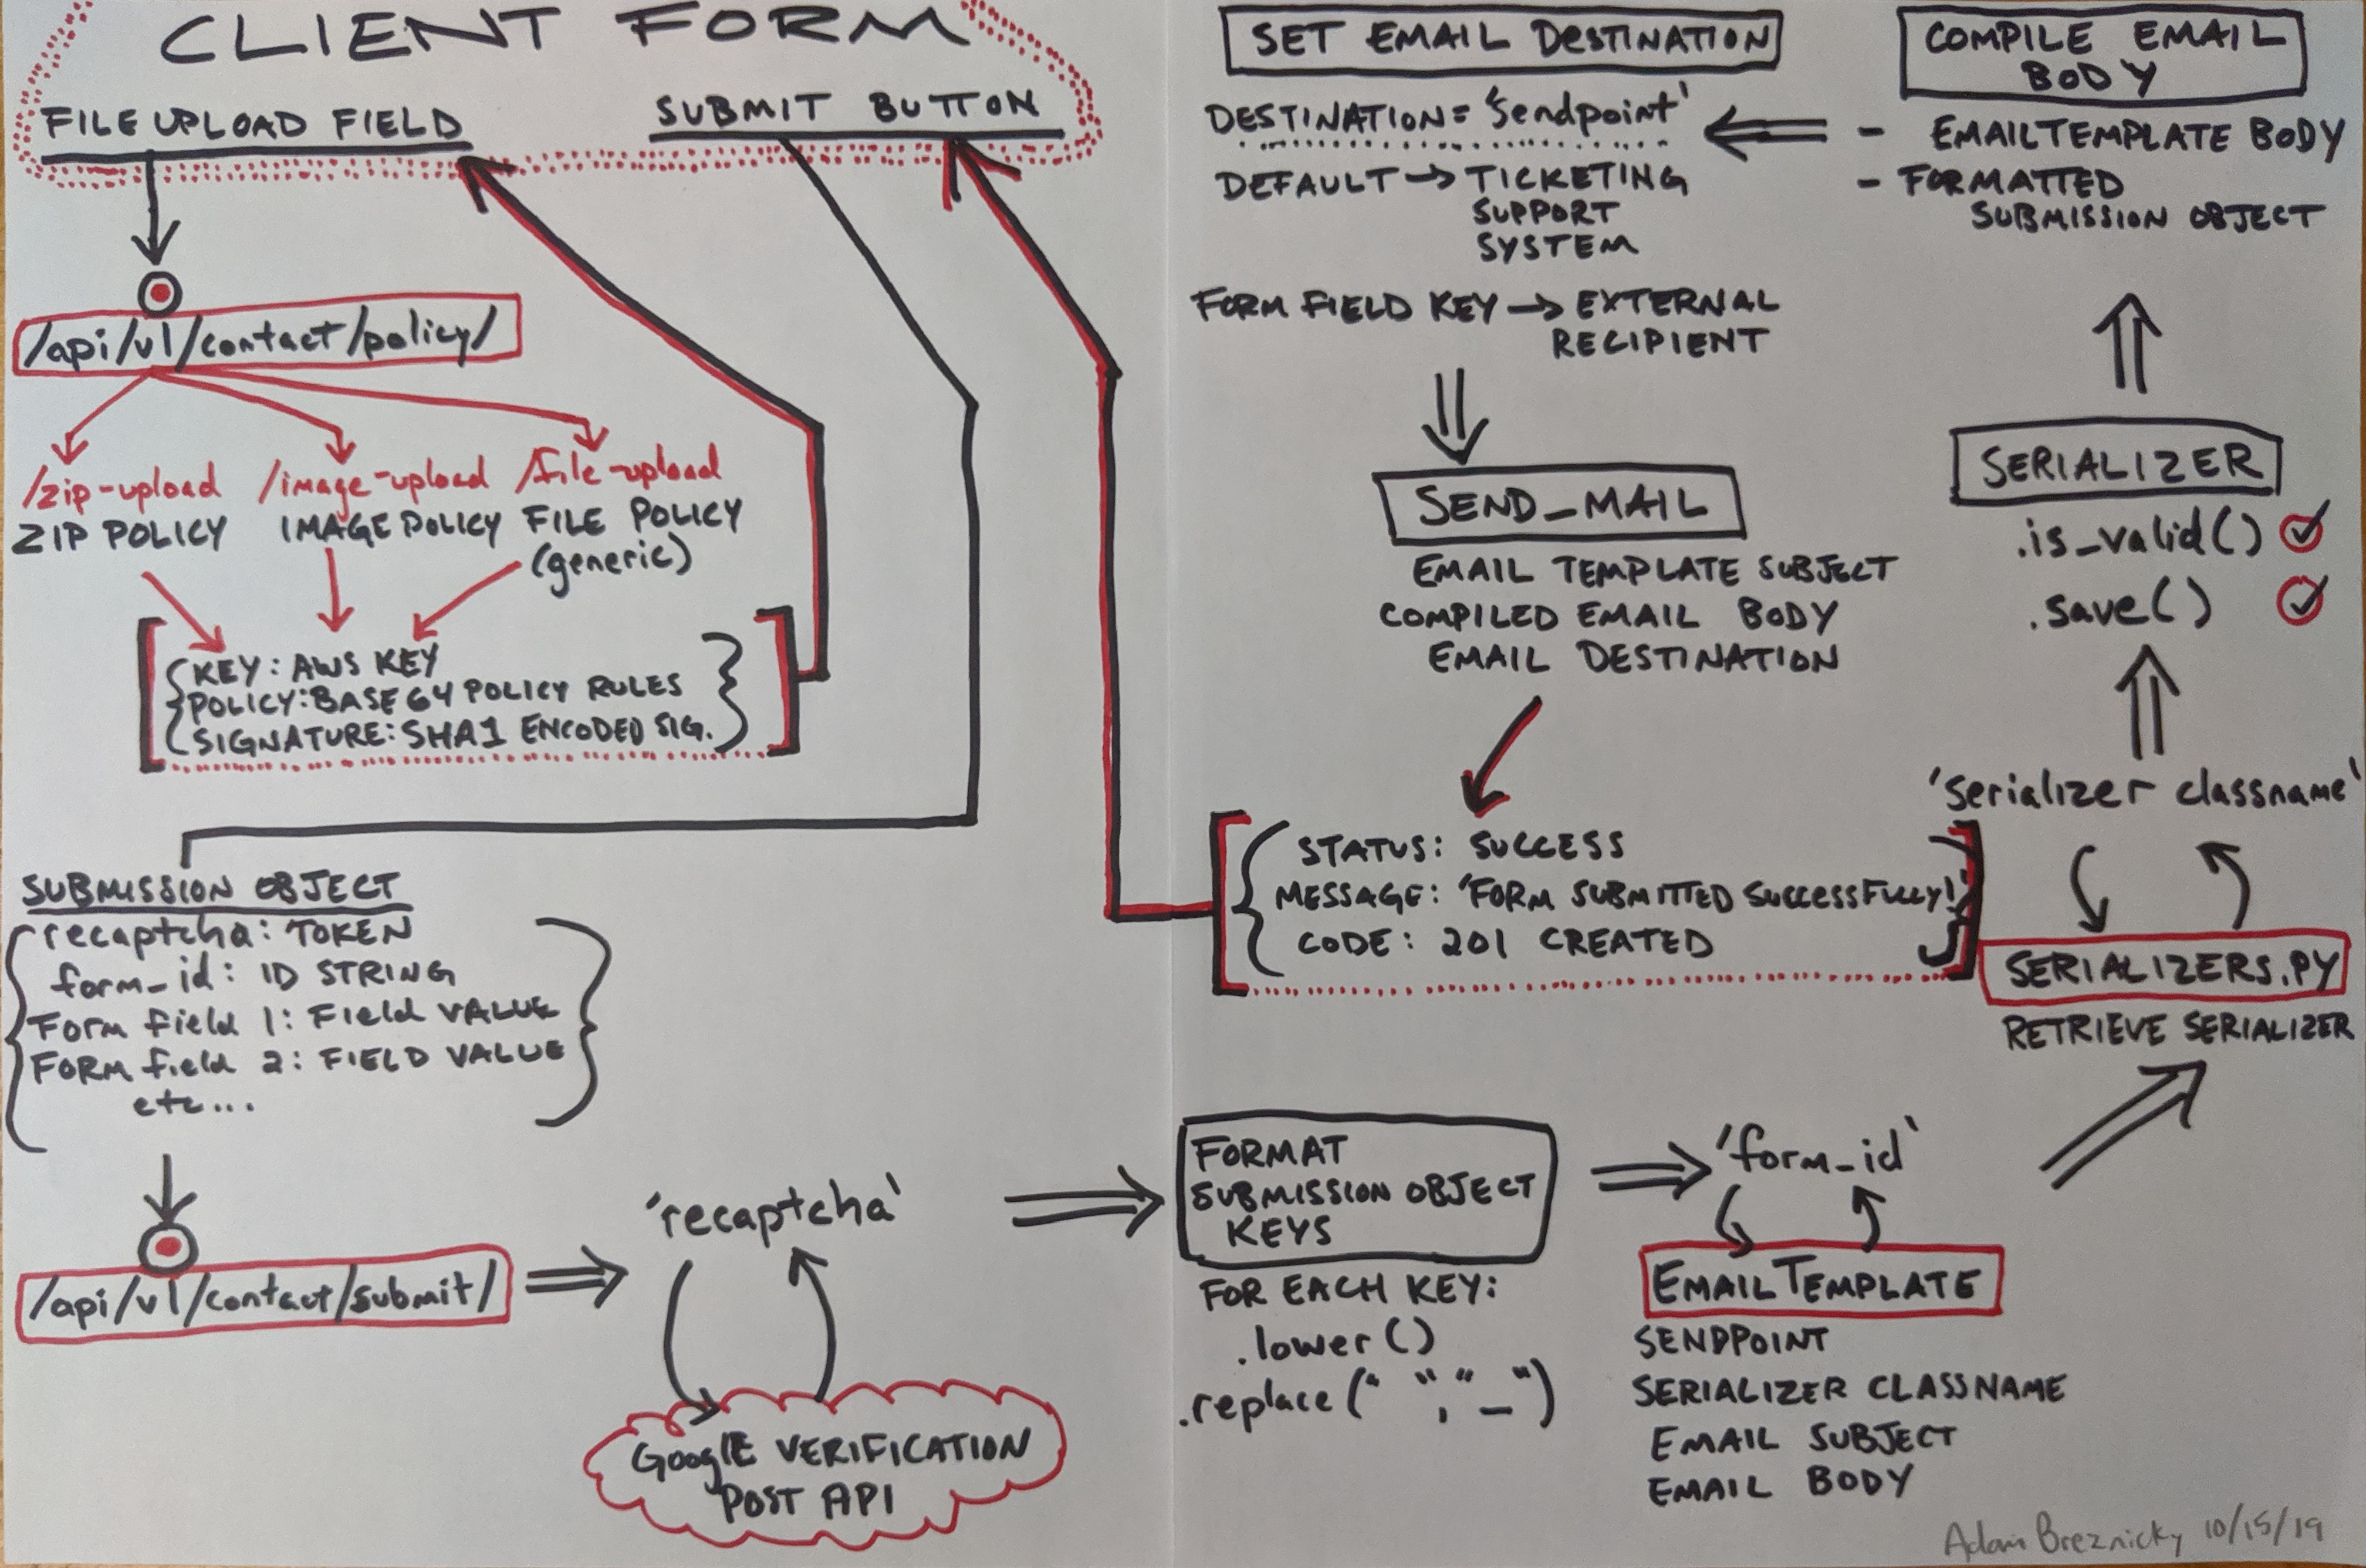 CLIENT FORM
FILE UPLOAD FIELD
SUBMIT BUTTON
/api/v1/contact/policy/
/zip-upload
ZIP POLICY
/image-upload
IMAGE POLICY
/file-upload
FILE POLICY
(generic)
{KEY: AWS KEY
POLICY: BASE64 POLICY RULES
SIGNATURE: SHA1 ENCODED SIG.}
SUBMISSION OBJECT
{recaptcha: TOKEN
form_id: ID STRING
Form field 1: Field VALUE
FORM field 2: FIELD VALUE
etc...}
/api/v1/contact/submit/
'recaptcha'
GooglE VERIFICATION
POST API
FORMAT
SUBMISSION OBJECT
KEYS
FOR EACH KEY:
.lower()
.replace(" ", "_")
'form_id'
EMAILTEMPLATE
SENDPOINT
SERIALIZER CLASSNAME
EMAIL SUBJECT
EMAIL BODY
SERIALIZERS.PY
RETRIEVE SERIALIZER
'serializer classname'
SERIALIZER
.is_valid()
.save()
COMPILE EMAIL
BODY
- EMAILTEMPLATE BODY
- FORMATTED
SUBMISSION OBJECT
SET EMAIL DESTINATION
DESTINATION = 'sendpoint'
DEFAULT → TICKETING
SUPPORT
SYSTEM
FORM FIELD KEY → EXTERNAL
RECIPIENT
SEND_MAIL
EMAIL TEMPLATE SUBJECT
COMPILED EMAIL BODY
EMAIL DESTINATION
{STATUS: SUCCESS
MESSAGE: 'FORM SUBMITTED SUCCESSFULLY!'
CODE: 201 CREATED}
Adam Breznicky 10/15/19